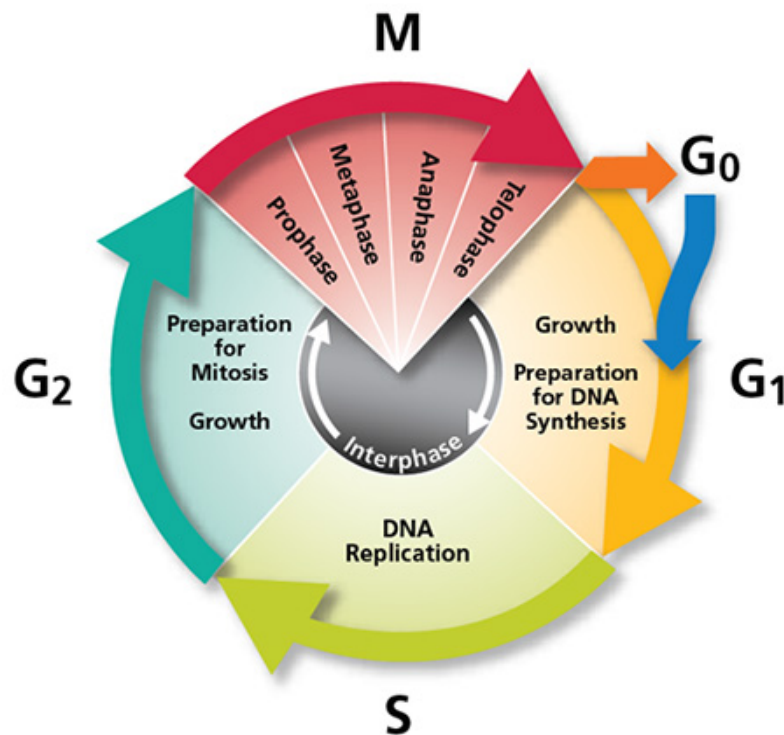 M
G₀
Prophase
Metaphase
Anaphase
Telophase
Preparation
for
Mitosis
Growth
G₂
Growth
Preparation
for DNA
Synthesis
G₁
Interphase
DNA
Replication
S